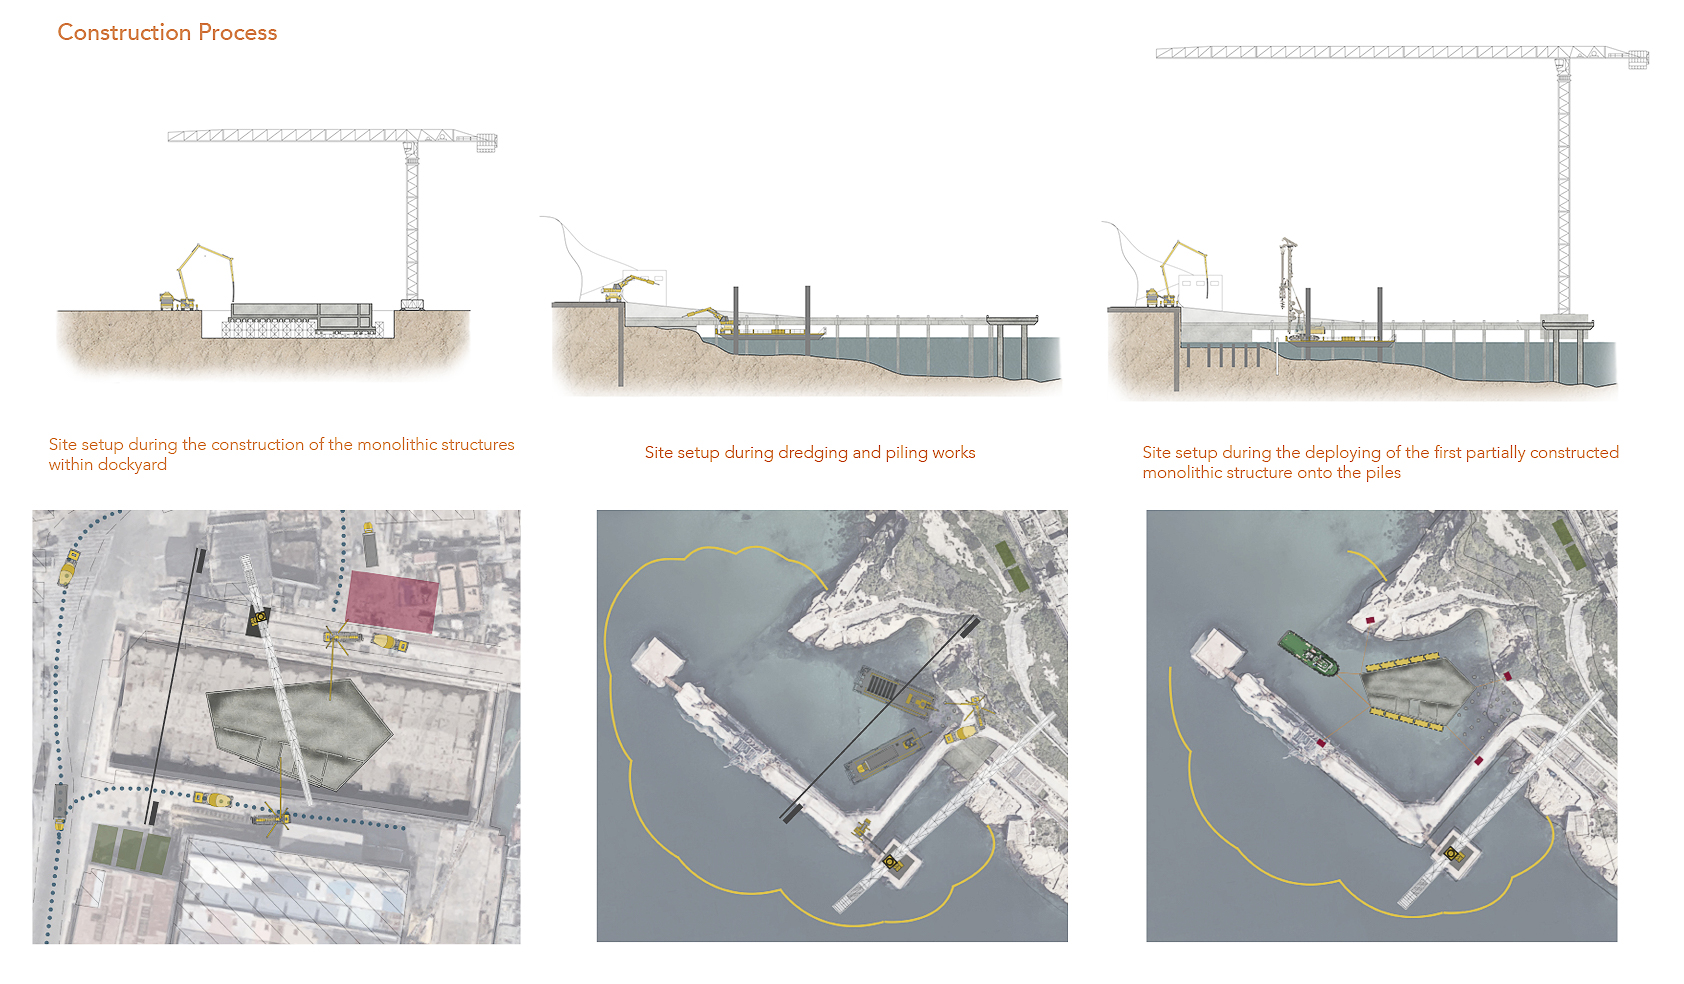 Construction Process
Site setup during the construction of the monolithic structures
within dockyard
Site setup during dredging and piling works
Site setup during the deploying of the first partially constructed
monolithic structure onto the piles